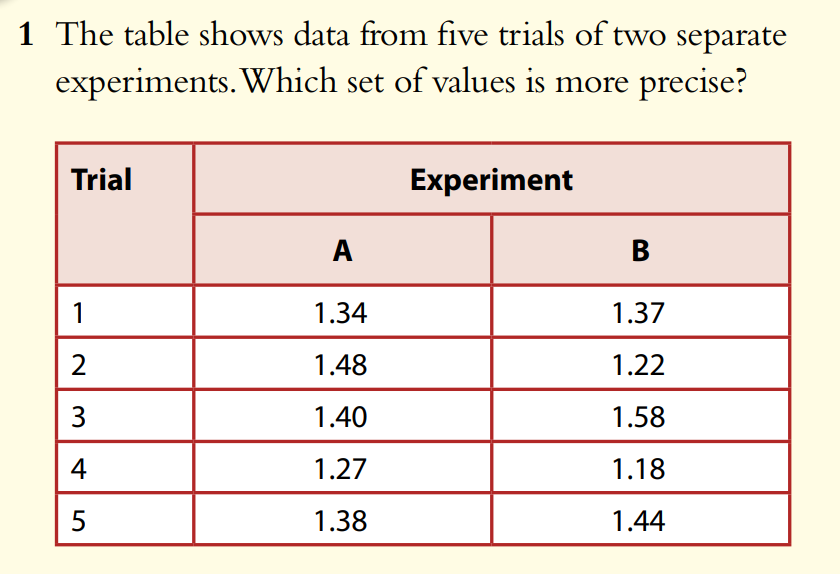 1 The table shows data from five trials of two separate
experiments. Which set of values is more precise?
Trial Experiment
A B
1 1.34 1.37
2 1.48 1.22
3 1.40 1.58
4 1.27 1.18
5 1.38 1.44